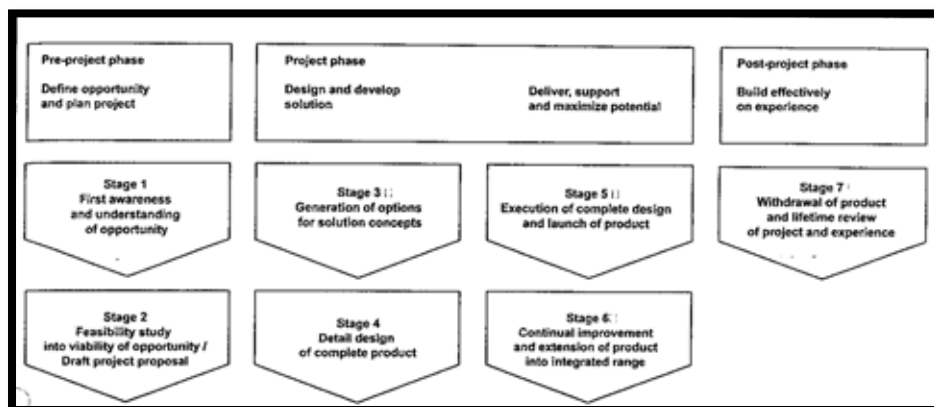 Pre-project phase
Define opportunity
and plan project
Project phase
Design and develop
solution
Deliver, support
and maximize potential
Post-project phase
Build effectively
on experience
Stage 1
First awareness
and understanding
of opportunity
Stage 2
Feasibility study
into viability of opportunity /
Draft project proposal
Stage 3
Generation of options
for solution concepts
Stage 4
Detail design
of complete product
Stage 5
Execution of complete design
and launch of product
Stage 6
Continual improvement
and extension of product
into integrated range
Stage 7
Withdrawal of product
and lifetime review
of project and experience